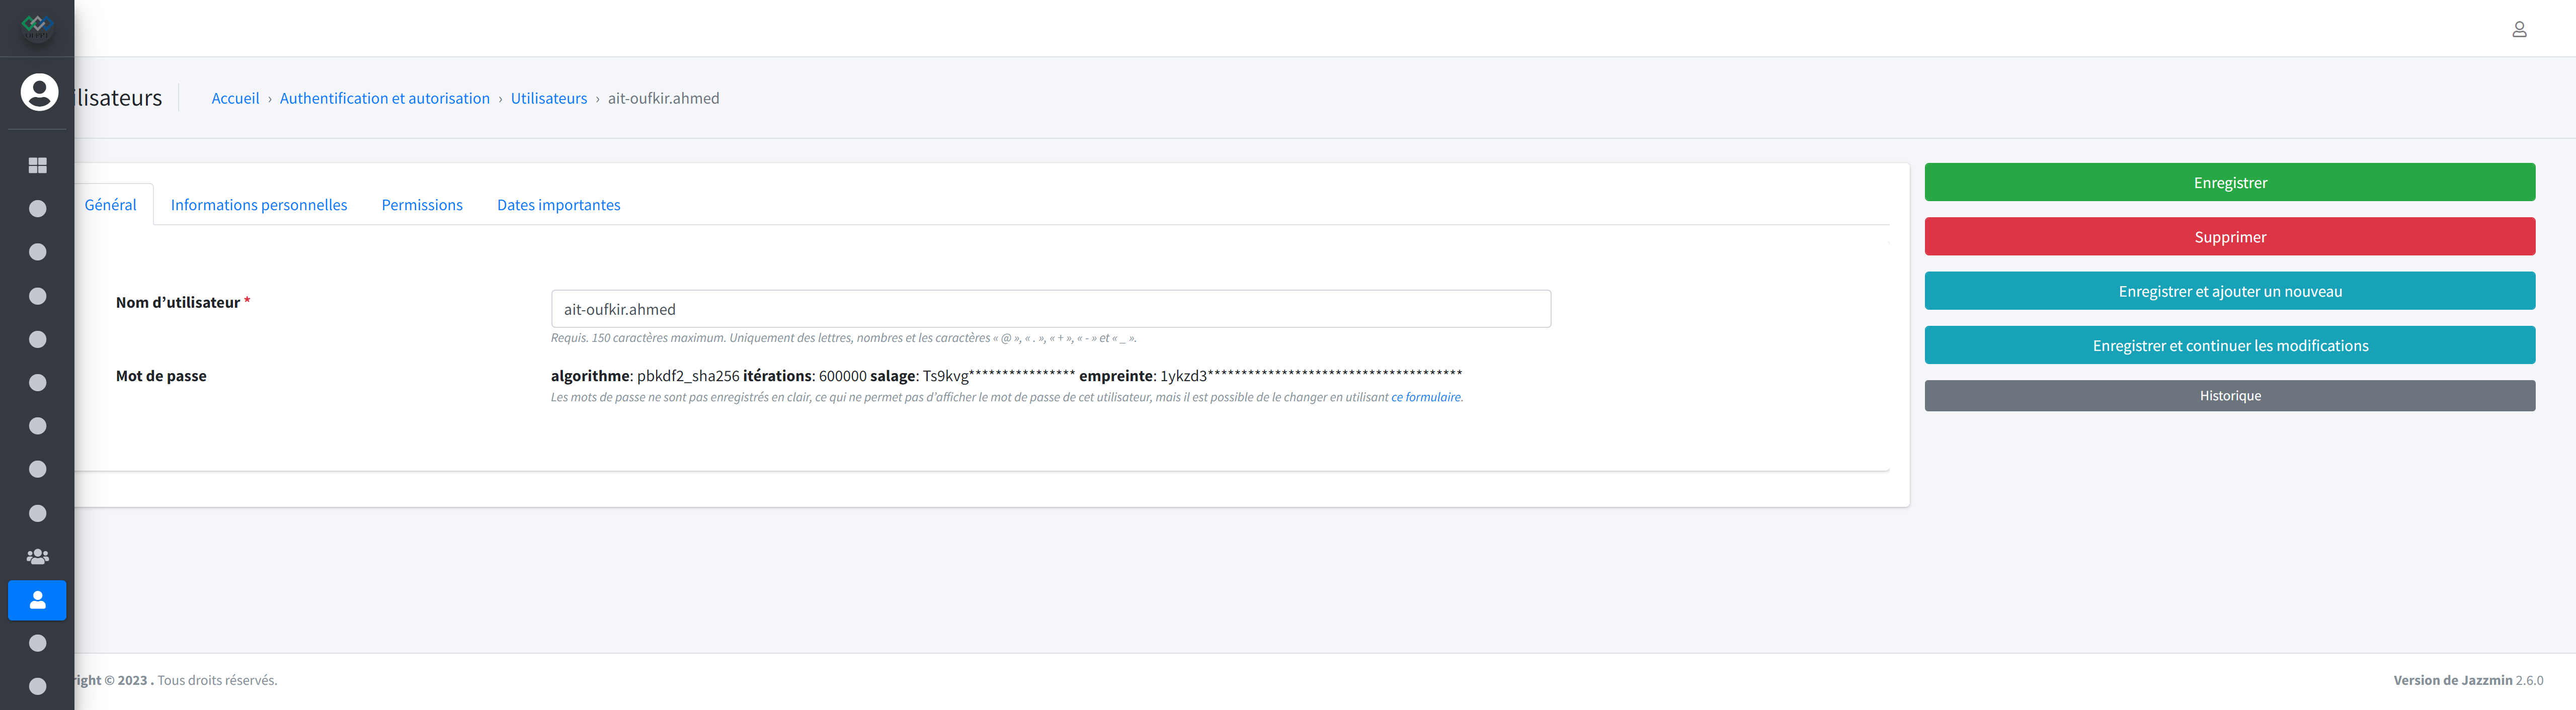 lisateurs
Accueil › Authentification et autorisation › Utilisateurs › ait-oufkir.ahmed
Général Informations personnelles Permissions Dates importantes
Nom d’utilisateur *
ait-oufkir.ahmed
Requis. 150 caractères maximum. Uniquement des lettres, nombres et les caractères « @ », « . », « + », « - » et « _ ».
Mot de passe
algorithme: pbkdf2_sha256 itérations: 600000 salage: Ts9kvg**************** empreinte: 1ykzd3**************************************
Les mots de passe ne sont pas enregistrés en clair, ce qui ne permet pas d’afficher le mot de passe de cet utilisateur, mais il est possible de le changer en utilisant ce formulaire.
Enregistrer
Supprimer
Enregistrer et ajouter un nouveau
Enregistrer et continuer les modifications
Historique
right © 2023 . Tous droits réservés.
Version de Jazzmin 2.6.0